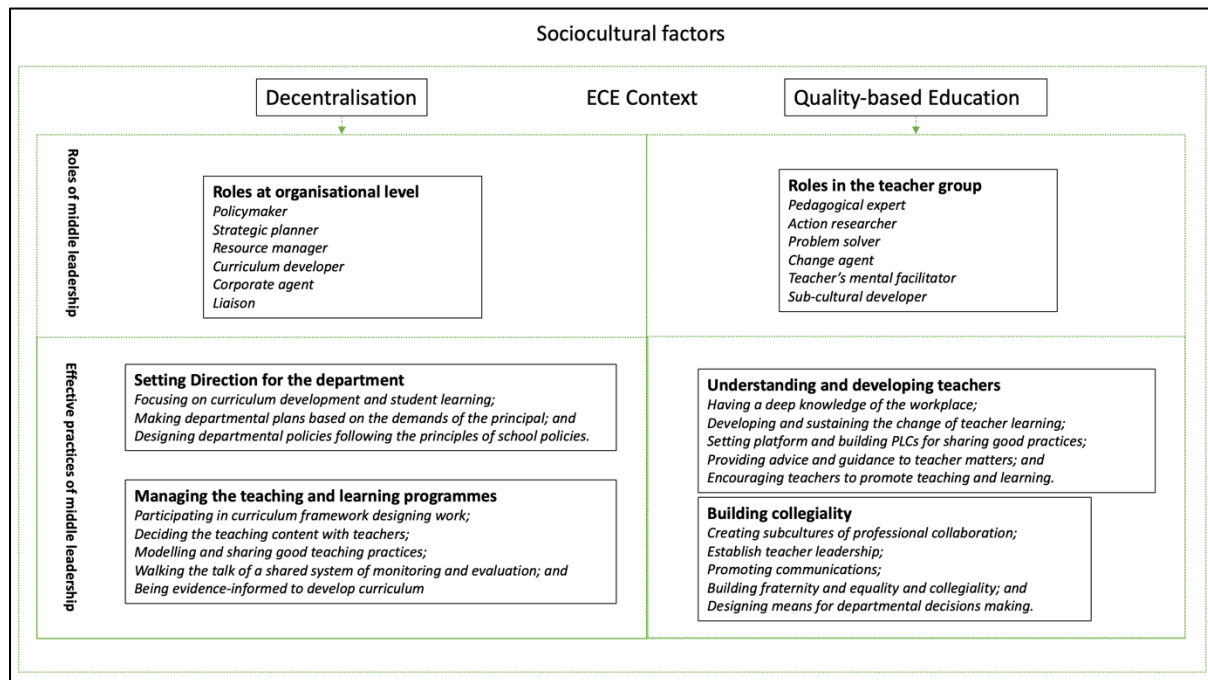 Sociocultural factors
Decentralisation
ECE Context
Quality-based Education
Roles of middle leadership
Roles at organisational level
Policymaker
Strategic planner
Resource manager
Curriculum developer
Corporate agent
Liaison
Roles in the teacher group
Pedagogical expert
Action researcher
Problem solver
Change agent
Teacher's mental facilitator
Sub-cultural developer
Effective practices of middle leadership
Setting Direction for the department
Focusing on curriculum development and student learning;
Making departmental plans based on the demands of the principal; and
Designing departmental policies following the principles of school policies.
Managing the teaching and learning programmes
Participating in curriculum framework designing work;
Deciding the teaching content with teachers;
Modelling and sharing good teaching practices;
Walking the talk of a shared system of monitoring and evaluation; and
Being evidence-informed to develop curriculum
Understanding and developing teachers
Having a deep knowledge of the workplace;
Developing and sustaining the change of teacher learning;
Setting platform and building PLCs for sharing good practices;
Providing advice and guidance to teacher matters; and
Encouraging teachers to promote teaching and learning.
Building collegiality
Creating subcultures of professional collaboration;
Establish teacher leadership;
Promoting communications;
Building fraternity and equality and collegiality; and
Designing means for departmental decisions making.